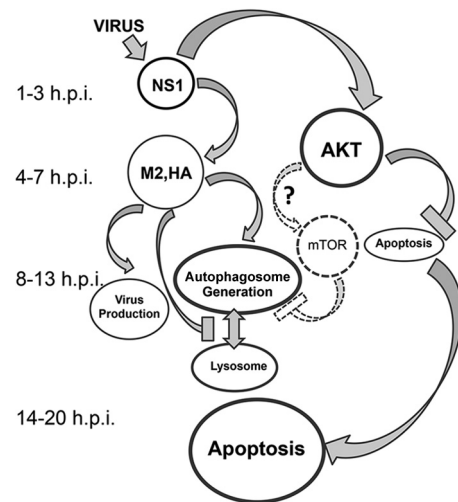 VIRUS
NS1
1-3 h.p.i.
AKT
M2,HA
4-7 h.p.i.
?
mTOR
Apoptosis
8-13 h.p.i.
Autophagosome
Generation
Virus
Production
Lysosome
14-20 h.p.i.
Apoptosis